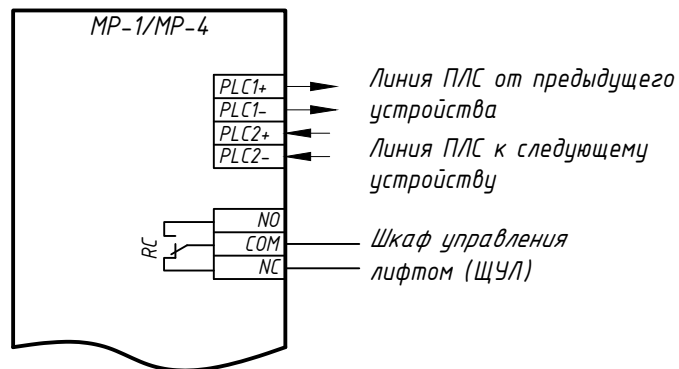 МР-1/МР-4
PLC1+
PLC1-
PLC2+
PLC2-
Линия ПЛС от предыдущего
устройства
Линия ПЛС к следующему
устройству
RC
NO
COM
NC
Шкаф управления
лифтом (ЩУЛ)